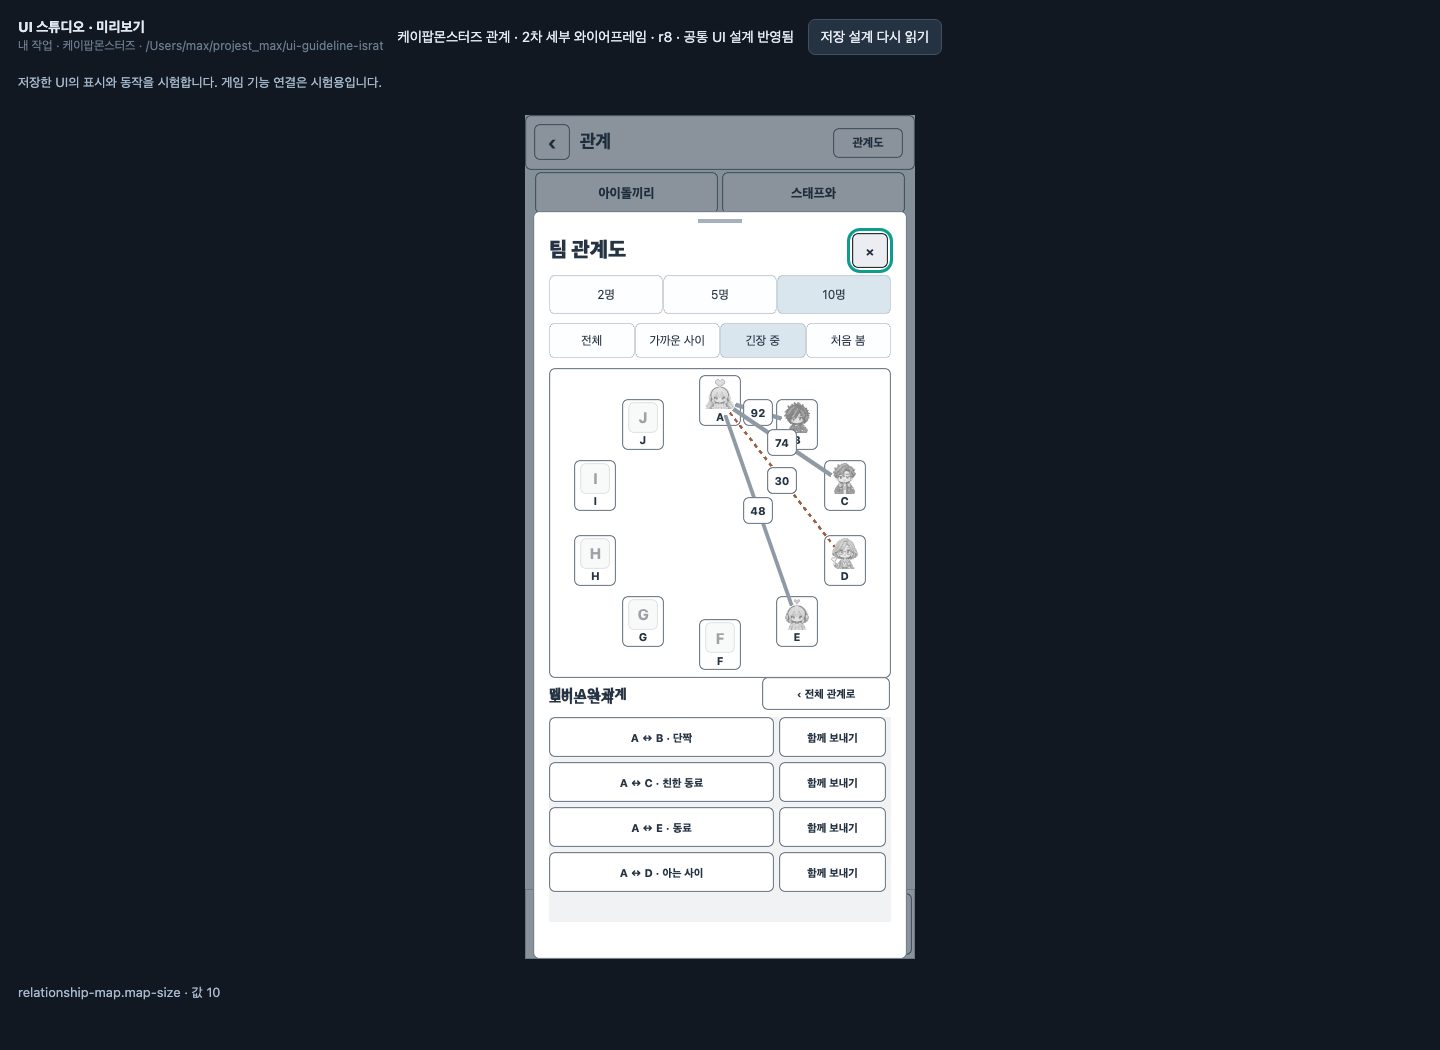 UI 스튜디오 · 미리보기
내 작업 · 케이팝몬스터즈 · /Users/max/projest_max/ui-guideline-israt
케이팝몬스터즈 관계 · 2차 세부 와이어프레임 · r8 · 공통 UI 설계 반영됨
저장 설계 다시 읽기
저장한 UI의 표시와 동작을 시험합니다. 게임 기능 연결은 시험용입니다.
‹
관계
관계도
아이돌끼리
스태프와
팀 관계도
×
2명
5명
10명
전체
가까운 사이
긴장 중
처음 봄
A
92
74
30
48
C
D
E
F
F
G
G
H
H
I
I
J
J
‹ 전체 관계로
A ↔ B · 단짝
함께 보내기
A ↔ C · 친한 동료
함께 보내기
A ↔ E · 동료
함께 보내기
A ↔ D · 아는 사이
함께 보내기
relationship-map.map-size · 값 10